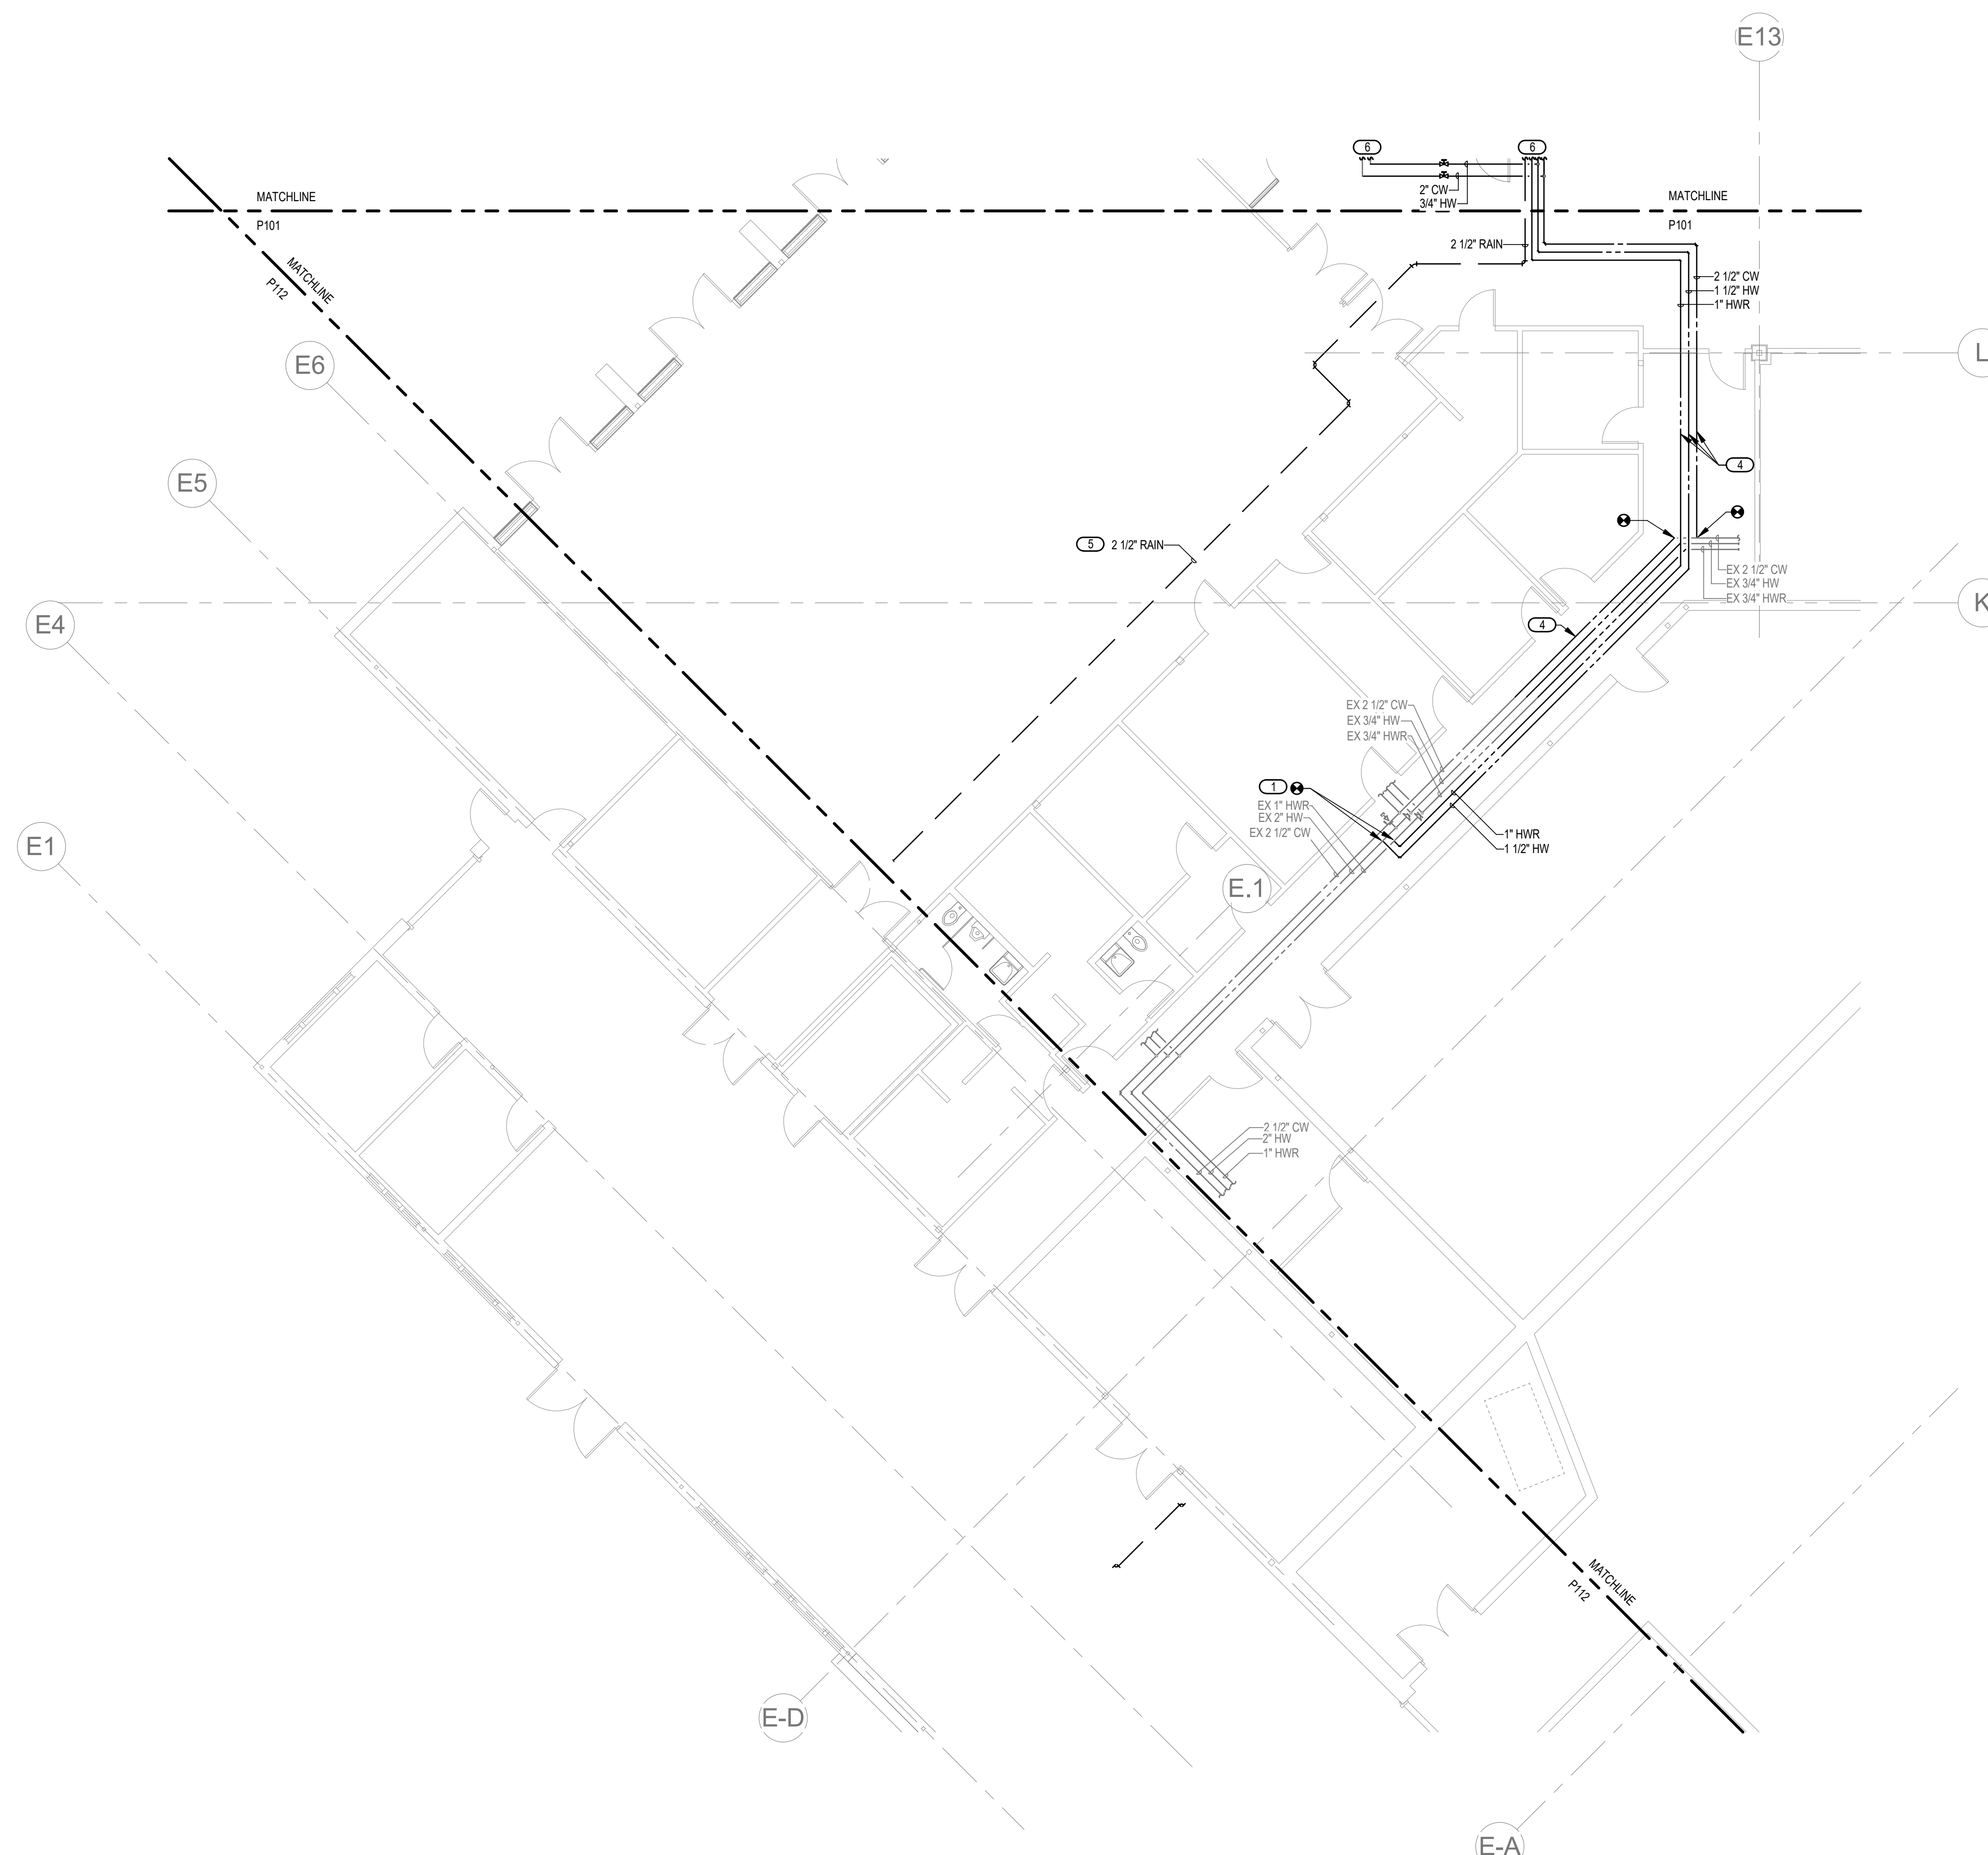 E13
6
6
2" CW
3/4" HW
MATCHLINE
P101
MATCHLINE
P101
MATCHLINE
P112
2 1/2" RAIN
2 1/2" CW
1 1/2" HW
1" HWR
L
E6
E5
4
5 2 1/2" RAIN
EX 2 1/2" CW
EX 3/4" HW
EX 3/4" HWR
K
E4
4
EX 2 1/2" CW
EX 3/4" HW
EX 3/4" HWR
1
EX 1" HWR
EX 2" HW
EX 2 1/2" CW
1" HWR
1 1/2" HW
E1
E.1
2 1/2" CW
2" HW
1" HWR
MATCHLINE
P112
E-D
E-A